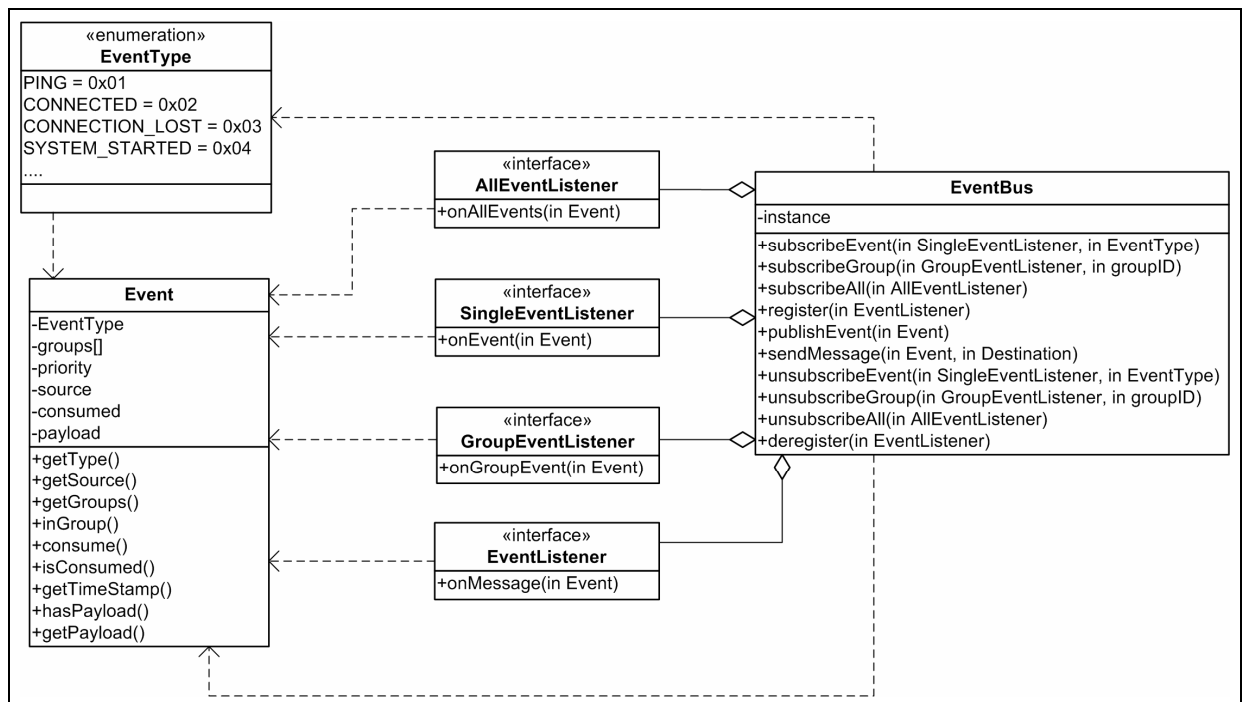 «enumeration»
EventType
PING = 0x01
CONNECTED = 0x02
CONNECTION_LOST = 0x03
SYSTEM_STARTED = 0x04
....
Event
-EventType
-groups[]
-priority
-source
-consumed
-payload
+getType()
+getSource()
+getGroups()
+inGroup()
+consume()
+isConsumed()
+getTimeStamp()
+hasPayload()
+getPayload()
«interface»
AllEventListener
+onAllEvents(in Event)
«interface»
SingleEventListener
+onEvent(in Event)
«interface»
GroupEventListener
+onGroupEvent(in Event)
«interface»
EventListener
+onMessage(in Event)
EventBus
-instance
+subscribeEvent(in SingleEventListener, in EventType)
+subscribeGroup(in GroupEventListener, in groupID)
+subscribeAll(in AllEventListener)
+register(in EventListener)
+publishEvent(in Event)
+sendMessage(in Event, in Destination)
+unsubscribeEvent(in SingleEventListener, in EventType)
+unsubscribeGroup(in GroupEventListener, in groupID)
+unsubscribeAll(in AllEventListener)
+deregister(in EventListener)